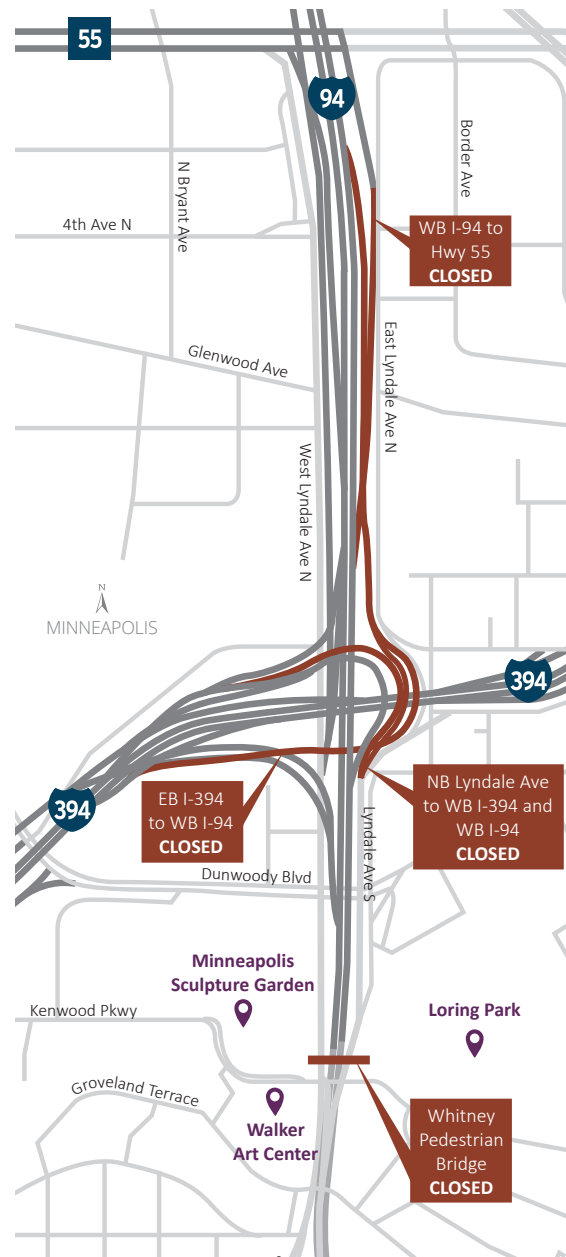 55
94
N Bryant Ave
Border Ave
4th Ave N
WB I-94 to
Hwy 55
CLOSED
Glenwood Ave
East Lyndale Ave N
West Lyndale Ave N
N
MINNEAPOLIS
394
394
EB I-394
to WB I-94
CLOSED
NB Lyndale Ave
to WB I-394 and
WB I-94
CLOSED
Lyndale Ave S
Dunwoody Blvd
Minneapolis
Sculpture Garden
Kenwood Pkwy
Loring Park
Groveland Terrace
Walker
Art Center
Whitney
Pedestrian
Bridge
CLOSED